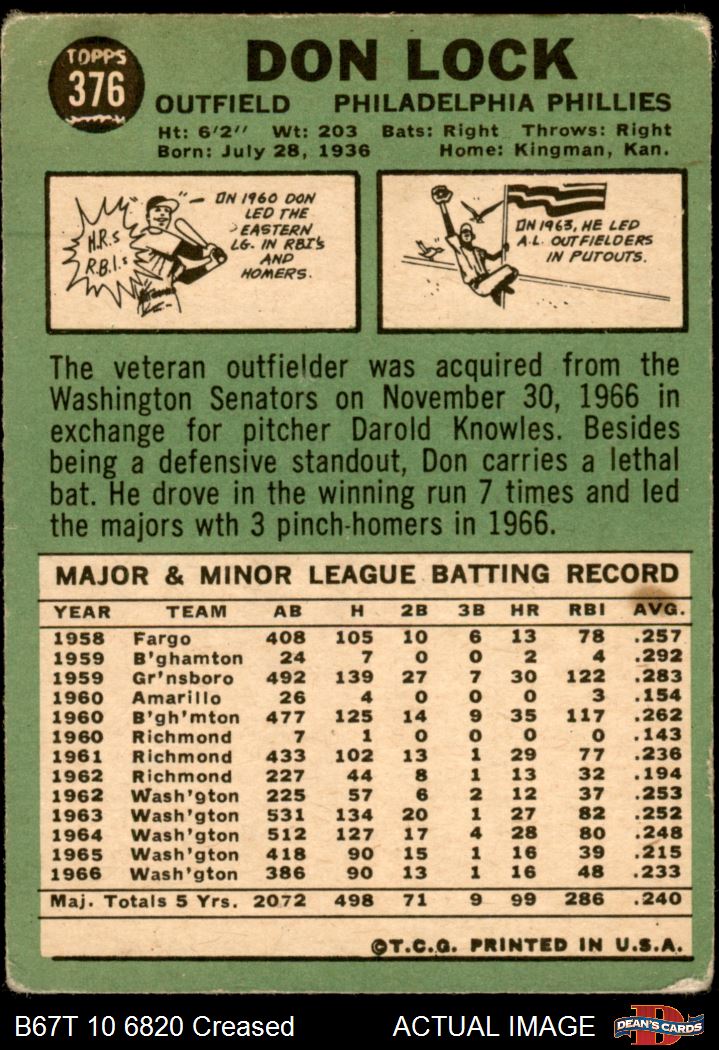 TOPPS
376
DON LOCK
OUTFIELD PHILADELPHIA PHILLIES
Ht: 6'2" Wt: 203 Bats: Right Throws: Right
Born: July 28, 1936 Home: Kingman, Kan.
H.R.s
R.B.I.s
IN 1960 DON
LED THE
EASTERN
LG. IN RBI's
AND
HOMERS.
IN 1963, HE LED
A.L. OUTFIELDERS
IN PUTOUTS.
The veteran outfielder was acquired from the
Washington Senators on November 30, 1966 in
exchange for pitcher Darold Knowles. Besides
being a defensive standout, Don carries a lethal
bat. He drove in the winning run 7 times and led
the majors wth 3 pinch-homers in 1966.
MAJOR & MINOR LEAGUE BATTING RECORD
YEAR TEAM AB H 2B 3B HR RBI AVG.
1958 Fargo 408 105 10 6 13 78 .257
1959 B'ghamton 24 7 0 0 2 4 .292
1959 Gr'nsboro 492 139 27 7 30 122 .283
1960 Amarillo 26 4 0 0 0 3 .154
1960 B'gh'mton 477 125 14 9 35 117 .262
1960 Richmond 7 1 0 0 0 0 .143
1961 Richmond 433 102 13 1 29 77 .236
1962 Richmond 227 44 8 1 13 32 .194
1962 Wash'gton 225 57 6 2 12 37 .253
1963 Wash'gton 531 134 20 1 27 82 .252
1964 Wash'gton 512 127 17 4 28 80 .248
1965 Wash'gton 418 90 15 1 16 39 .215
1966 Wash'gton 386 90 13 1 16 48 .233
Maj. Totals 5 Yrs. 2072 498 71 9 99 286 .240
©T.C.G. PRINTED IN U.S.A.
B67T 10 6820 Creased ACTUAL IMAGE
D
DEAN'S CARDS